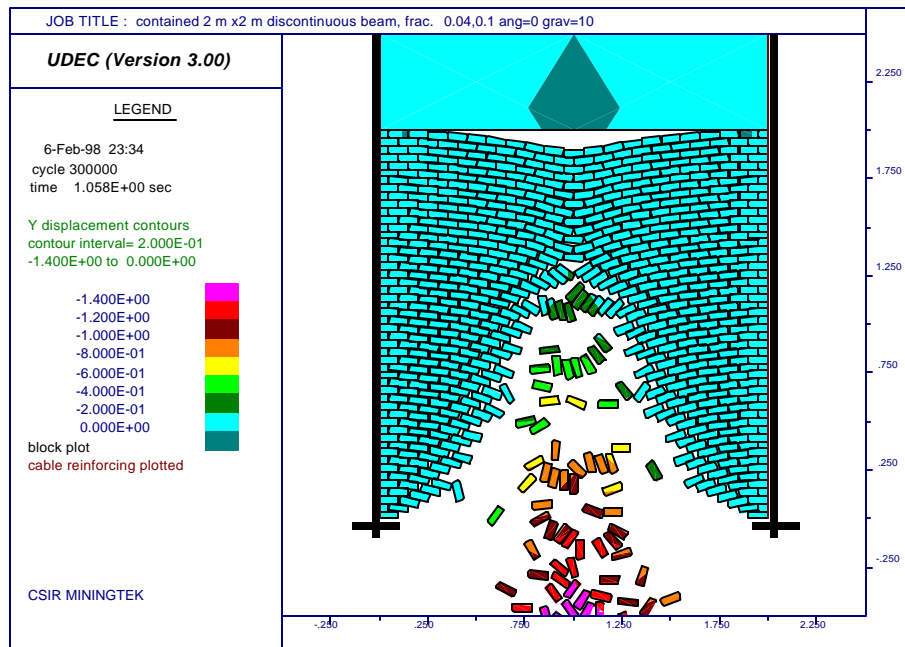 JOB TITLE : contained 2 m x2 m discontinuous beam, frac. 0.04,0.1 ang=0 grav=10
UDEC (Version 3.00)
LEGEND
6-Feb-98 23:34
cycle 300000
time 1.058E+00 sec
Y displacement contours
contour interval= 2.000E-01
-1.400E+00 to 0.000E+00
-1.400E+00
-1.200E+00
-1.000E+00
-8.000E-01
-6.000E-01
-4.000E-01
-2.000E-01
0.000E+00
block plot
cable reinforcing plotted
CSIR MININGTEK
2.250
1.750
1.250
.750
.250
-.250
-.250 .250 .750 1.250 1.750 2.250